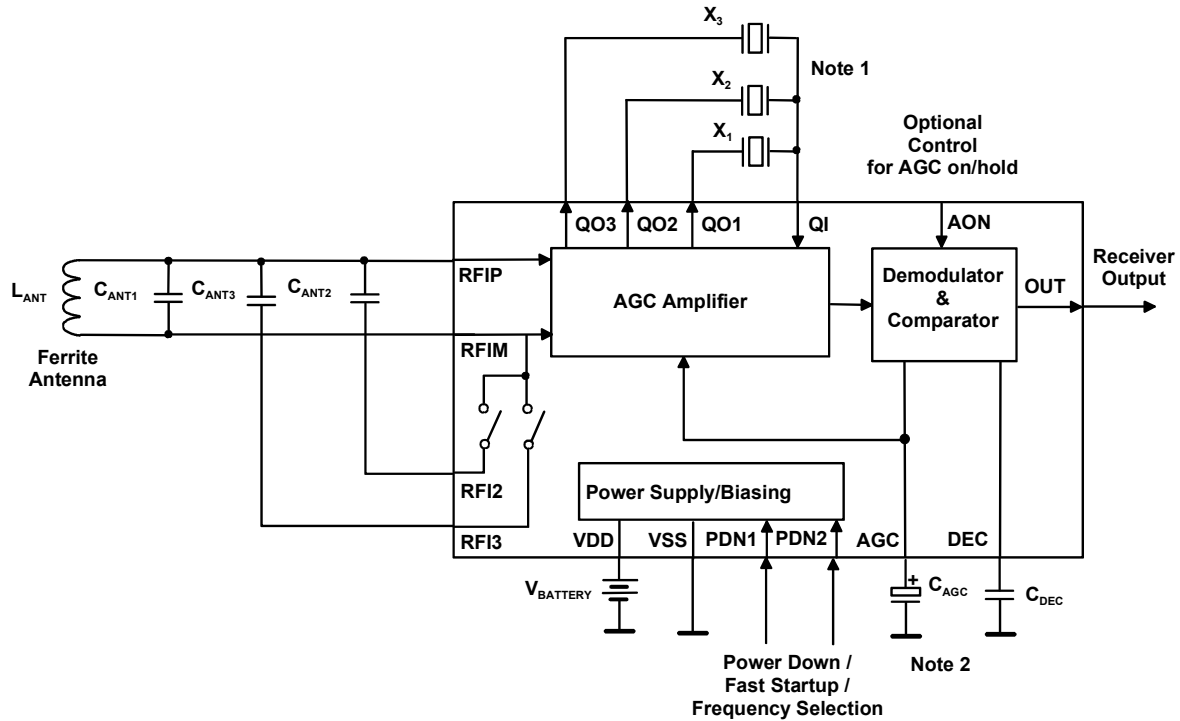 X3
Note 1
X2
X1
Optional
Control
for AGC on/hold
QO3
QO2
QO1
QI
AON
LANT
CANT1
CANT3
CANT2
RFIP
AGC Amplifier
Demodulator
&
Comparator
OUT
Receiver
Output
Ferrite
Antenna
RFIM
RFI2
RFI3
Power Supply/Biasing
VDD
VSS
PDN1
PDN2
AGC
DEC
VBATTERY
+
CAGC
CDEC
Power Down /
Fast Startup /
Frequency Selection
Note 2